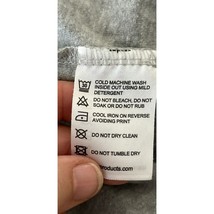 COLD MACHINE WASH
INSIDE OUT USING MILD
DETERGENT
DO NOT BLEACH, DO NOT
SOAK OR DO NOT RUB
COOL IRON ON REVERSE
AVOIDING PRINT
DO NOT DRY CLEAN
DO NOT TUMBLE DRY
products.com